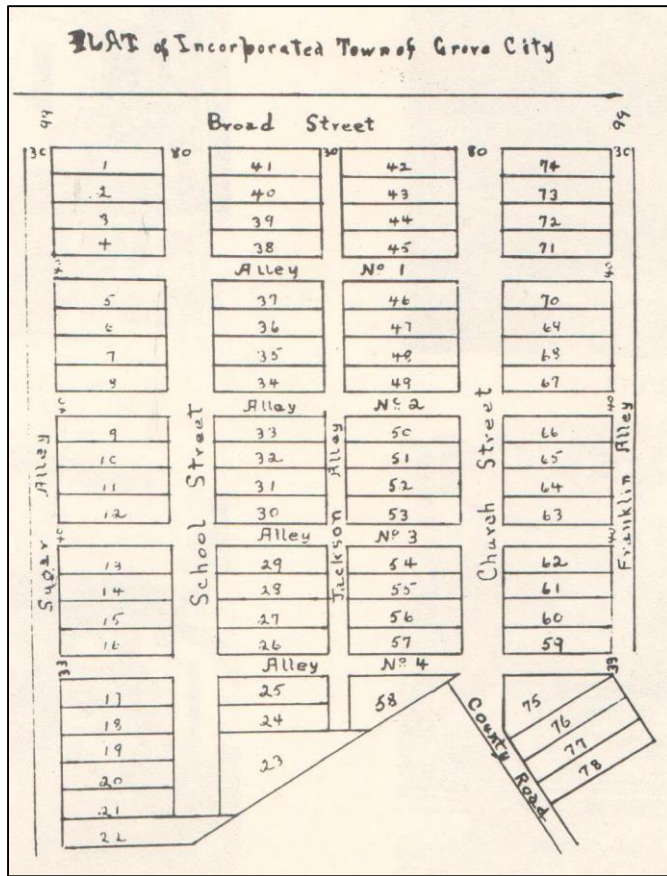 PLAT of Incorporated Town of Grove City
99 Broad Street 99
30 80 30 80 30
1 41 42 74
2 40 43 73
3 39 44 72
4 38 45 71
40 Alley No 1 40
5 37 46 70
6 36 47 69
7 35 48 68
8 34 49 67
40 Alley No 2 40
9 33 50 66
10 32 51 65
11 31 52 64
12 30 53 63
40 Alley No 3 40
13 29 54 62
14 28 55 61
15 27 56 60
16 26 57 59
33 Alley No 4 33
17 25 58 75
18 24 76
19 23 77
20 78
21
22
Sugar Alley
School Street
Jackson Alley
Church Street
Franklin Alley
County Road